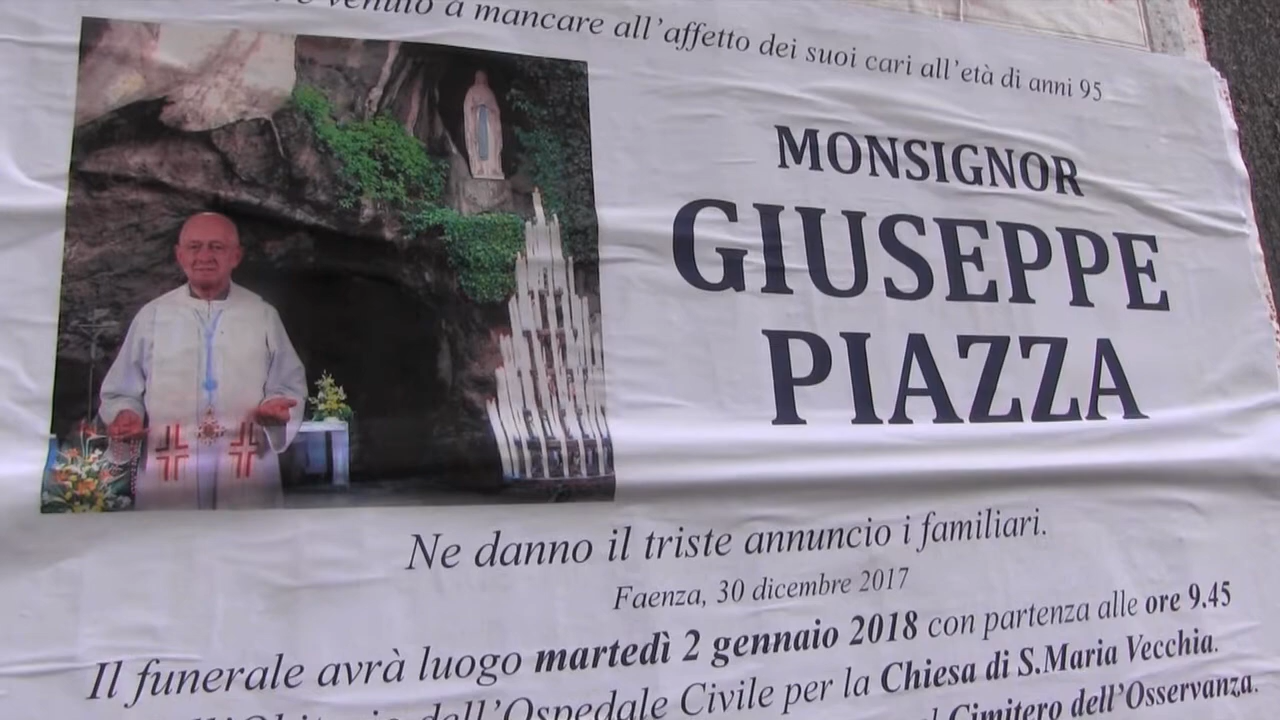 venuto a mancare all'affetto dei suoi cari all'età di anni 95
MONSIGNOR
GIUSEPPE
PIAZZA
Ne danno il triste annuncio i familiari.
Faenza, 30 dicembre 2017
Il funerale avrà luogo martedì 2 gennaio 2018 con partenza alle ore 9.45
dell'Ospedale Civile per la Chiesa di S.Maria Vecchia.
Cimitero dell'Osservanza.